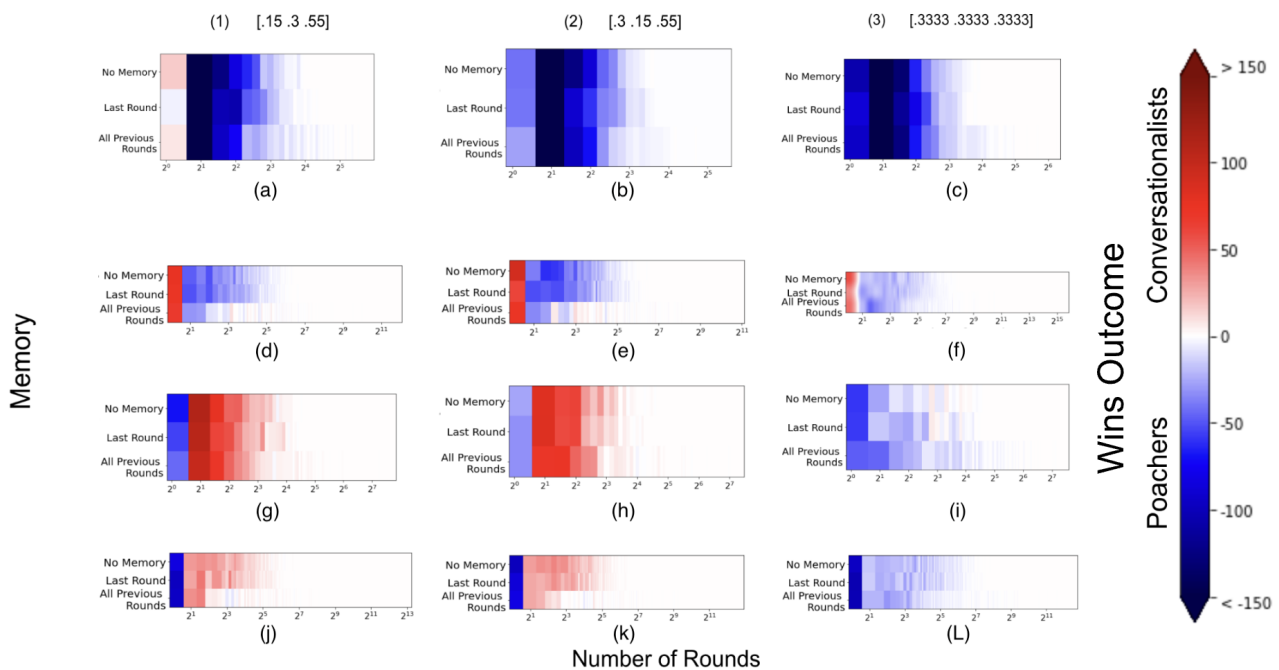 (1) [.15 .3 .55] (2) [.3 .15 .55] (3) [.3333 .3333 .3333]
No Memory
Last Round
All Previous
Rounds
2^0 2^1 2^2 2^3 2^4 2^5
(a)
No Memory
Last Round
All Previous
Rounds
2^0 2^1 2^2 2^3 2^4 2^5
(b)
No Memory
Last Round
All Previous
Rounds
2^0 2^1 2^2 2^3 2^4 2^5 2^6
(c)
No Memory
Last Round
All Previous
Rounds
2^1 2^3 2^5 2^7 2^9 2^11
(d)
No Memory
Last Round
All Previous
Rounds
2^1 2^3 2^5 2^7 2^9 2^11
(e)
No Memory
Last Round
All Previous
Rounds
2^1 2^3 2^5 2^7 2^9 2^11 2^13 2^15
(f)
No Memory
Last Round
All Previous
Rounds
2^0 2^1 2^2 2^3 2^4 2^5 2^6 2^7
(g)
No Memory
Last Round
All Previous
Rounds
2^0 2^1 2^2 2^3 2^4 2^5 2^6 2^7
(h)
No Memory
Last Round
All Previous
Rounds
2^0 2^1 2^2 2^3 2^4 2^5 2^6 2^7
(i)
No Memory
Last Round
All Previous
Rounds
2^1 2^3 2^5 2^7 2^9 2^11 2^13
(j)
No Memory
Last Round
All Previous
Rounds
2^1 2^3 2^5 2^7 2^9 2^11
(k)
No Memory
Last Round
All Previous
Rounds
2^1 2^3 2^5 2^7 2^9 2^11
(L)
Memory
Number of Rounds
Wins Outcome
Conversationalists
Poachers
> 150
100
50
0
-50
-100
< -150